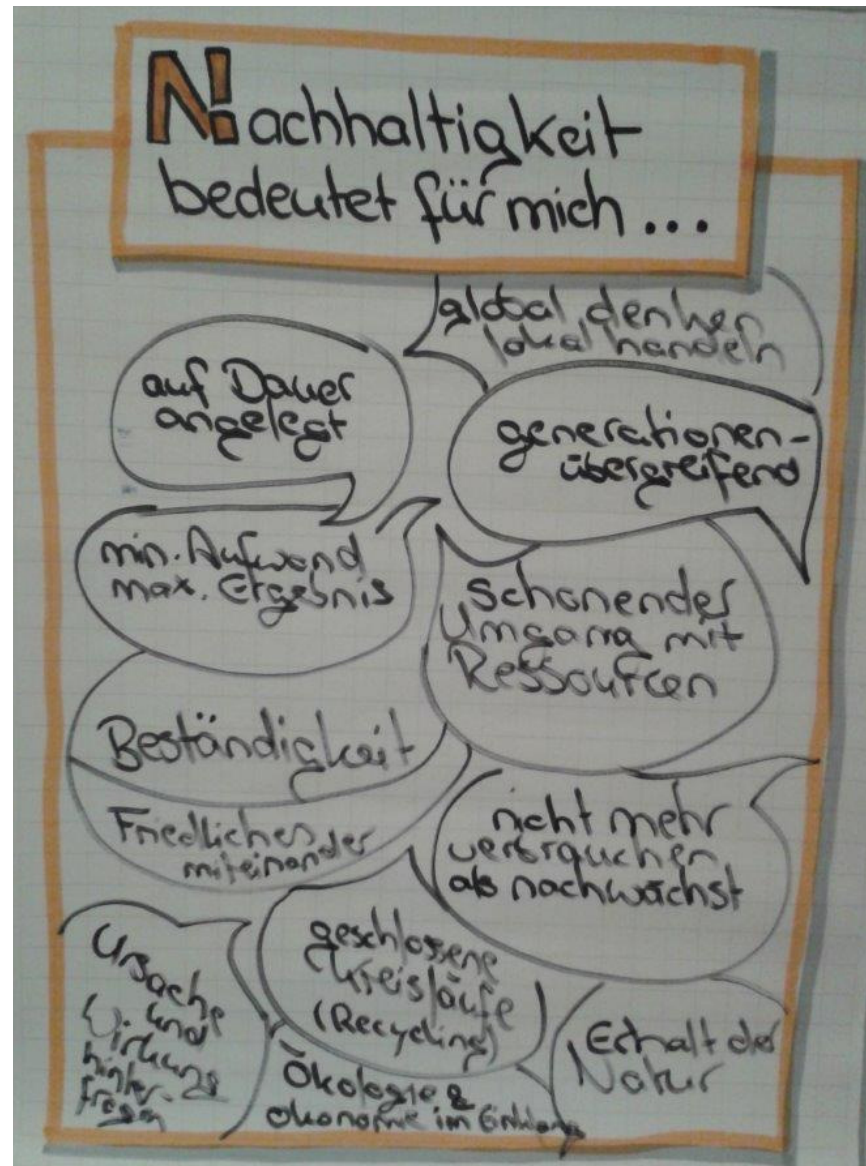 Nachhaltigkeit
bedeutet für mich ...
global denken
lokal handeln
auf Dauer
angelegt
generationen-
übergreifend
min. Aufwand
max. Ergebnis
schonender
Umgang mit
Ressourcen
Beständigkeit
Friedliches
miteinander
nicht mehr
verbrauchen
als nachwächst
Ursache
und
Wirkung
hinter-
fragen
geschlossene
Kreisläufe
(Recycling)
Erhalt der
Natur
Ökologie &
Ökonomie im Einklang